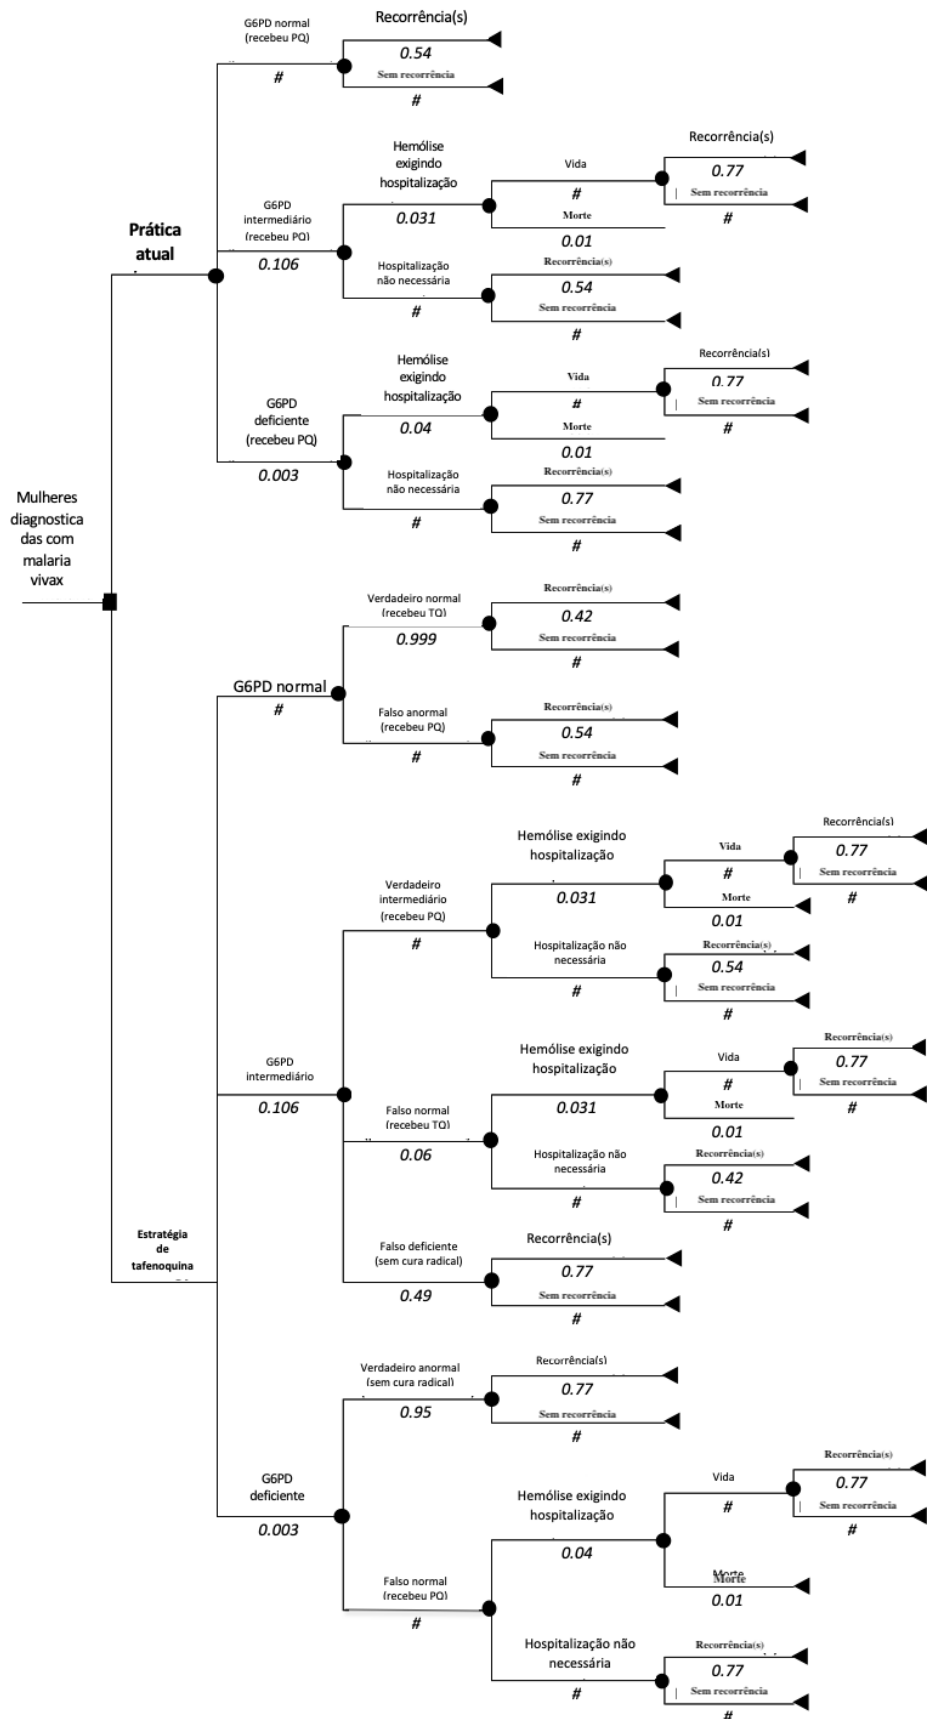 G6PD normal
(recebeu PQ)
#
Recorrência(s)
0.54
Sem recorrência
#
Prática
atual
G6PD
intermediário
(recebeu PQ)
0.106
Hemólise
exigindo
hospitalização
0.031
Vida
#
Morte
0.01
Recorrência(s)
0.77
Sem recorrência
#
Hospitalização
não necessária
#
Recorrência(s)
0.54
Sem recorrência
#
G6PD
deficiente
(recebeu PQ)
0.003
Hemólise
exigindo
hospitalização
0.04
Vida
#
Morte
0.01
Recorrência(s)
0.77
Sem recorrência
#
Hospitalização
não necessária
#
Recorrência(s)
0.77
Sem recorrência
#
Mulheres
diagnostica
das com
malaria
vivax
G6PD normal
#
Verdadeiro normal
(recebeu TQ)
0.999
Recorrência(s)
0.42
Sem recorrência
#
Falso anormal
(recebeu PQ)
#
Recorrência(s)
0.54
Sem recorrência
#
G6PD
intermediário
0.106
Verdadeiro
intermediário
(recebeu PQ)
#
Hemólise exigindo
hospitalização
0.031
Vida
#
Morte
0.01
Recorrência(s)
0.77
Sem recorrência
#
Hospitalização não
necessária
#
Recorrência(s)
0.54
Sem recorrência
#
Falso normal
(recebeu TQ)
0.06
Hemólise exigindo
hospitalização
0.031
Vida
#
Morte
0.01
Recorrência(s)
0.77
Sem recorrência
#
Hospitalização não
necessária
#
Recorrência(s)
0.42
Sem recorrência
#
Falso deficiente
(sem cura radical)
0.49
Recorrência(s)
0.77
Sem recorrência
#
Estratégia
de
tafenoquina
G6PD
deficiente
0.003
Verdadeiro anormal
(sem cura radical)
0.95
Recorrência(s)
0.77
Sem recorrência
#
Falso normal
(recebeu PQ)
#
Hemólise exigindo
hospitalização
0.04
Vida
#
Morte
0.01
Recorrência(s)
0.77
Sem recorrência
#
Hospitalização não
necessária
#
Recorrência(s)
0.77
Sem recorrência
#